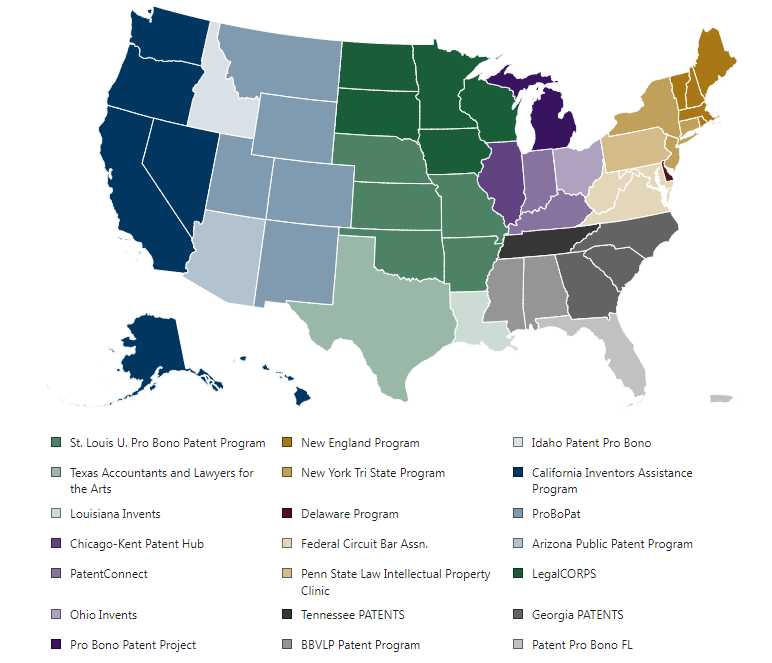 St. Louis U. Pro Bono Patent Program
New England Program
Idaho Patent Pro Bono
Texas Accountants and Lawyers for
the Arts
New York Tri State Program
California Inventors Assistance
Program
Louisiana Invents
Delaware Program
ProBoPat
Chicago-Kent Patent Hub
Federal Circuit Bar Assn.
Arizona Public Patent Program
PatentConnect
Penn State Law Intellectual Property
Clinic
LegalCORPS
Ohio Invents
Tennessee PATENTS
Georgia PATENTS
Pro Bono Patent Project
BBVLP Patent Program
Patent Pro Bono FL